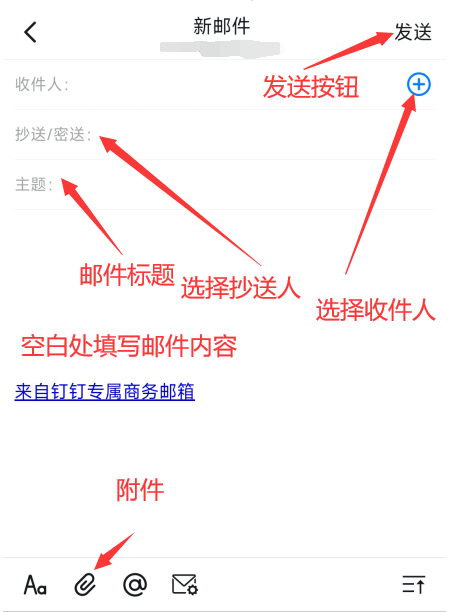 新邮件
发送
发送按钮
收件人：
抄送/密送：
主题：
邮件标题
选择抄送人
选择收件人
空白处填写邮件内容
来自钉钉专属商务邮箱
附件
Aa
@